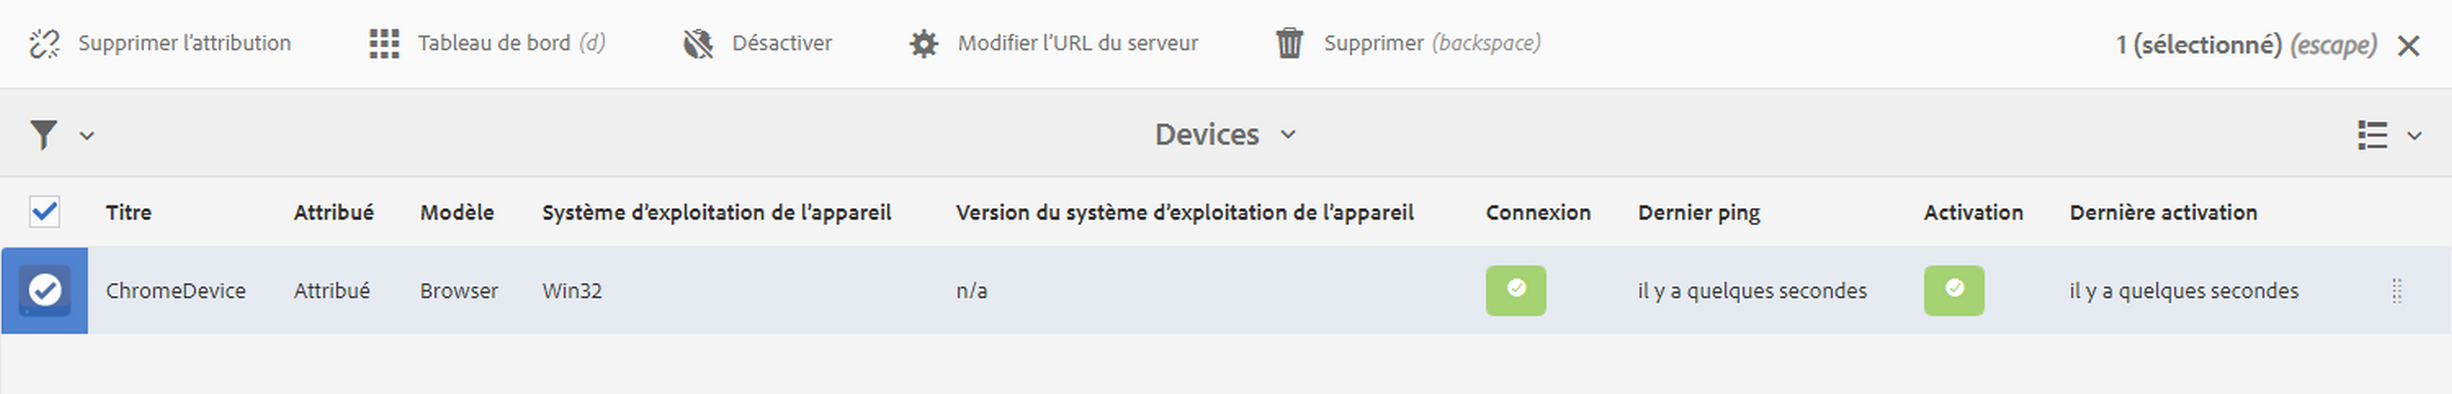 Supprimer l’attribution Tableau de bord (d) Désactiver Modifier l’URL du serveur Supprimer (backspace) 1 (sélectionné) (escape)
Devices
Titre Attribué Modèle Système d’exploitation de l’appareil Version du système d’exploitation de l’appareil Connexion Dernier ping Activation Dernière activation
ChromeDevice Attribué Browser Win32 n/a il y a quelques secondes il y a quelques secondes